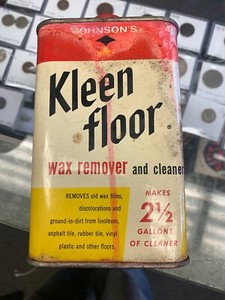 JOHNSON'S
Kleen
floor
wax remover and cleaner
REMOVES old wax films,
discolorations and
ground-in-dirt from linoleum,
asphalt tile, rubber tile, vinyl,
plastic and other floors.
MAKES
2½
GALLONS
OF CLEANER